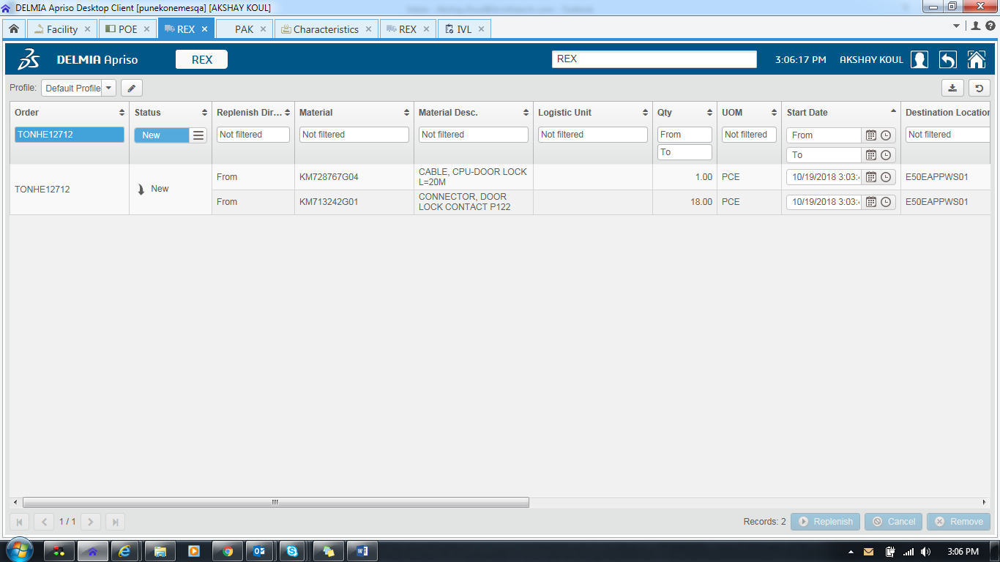 DELMIA Apriso Desktop Client [punekonemesqa] [AKSHAY KOUL]
Facility POE REX PAK Characteristics REX IVL
DELMIA Apriso REX REX 3:06:17 PM AKSHAY KOUL
Profile: Default Profile
Order Status Replenish Dir... Material Material Desc. Logistic Unit Qty UOM Start Date Destination Location
TONHE12712 New Not filtered Not filtered Not filtered Not filtered From Not filtered From Not filtered
To To
TONHE12712 New
From KM728767G04 CABLE, CPU-DOOR LOCK L=20M 1.00 PCE 10/19/2018 3:03: E50EAPPWS01
From KM713242G01 CONNECTOR, DOOR LOCK CONTACT P122 18.00 PCE 10/19/2018 3:03: E50EAPPWS01
1 / 1 Records: 2 Replenish Cancel Remove
3:06 PM